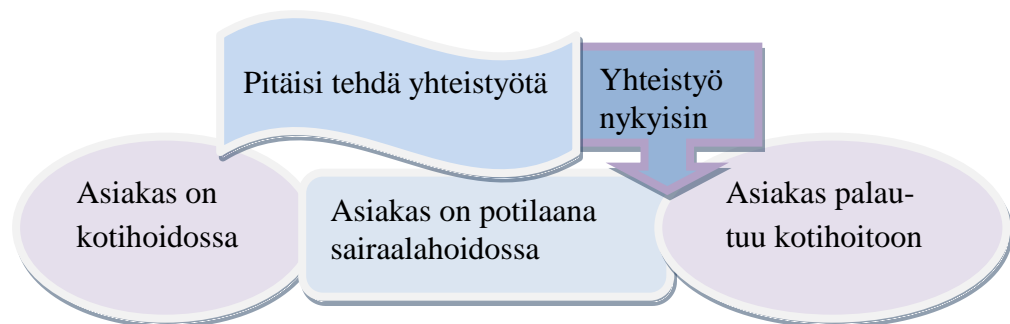 Pitäisi tehdä yhteistyötä
Yhteistyö
nykyisin
Asiakas on
kotihoidossa
Asiakas on potilaana
sairaalahoidossa
Asiakas palau-
tuu kotihoitoon